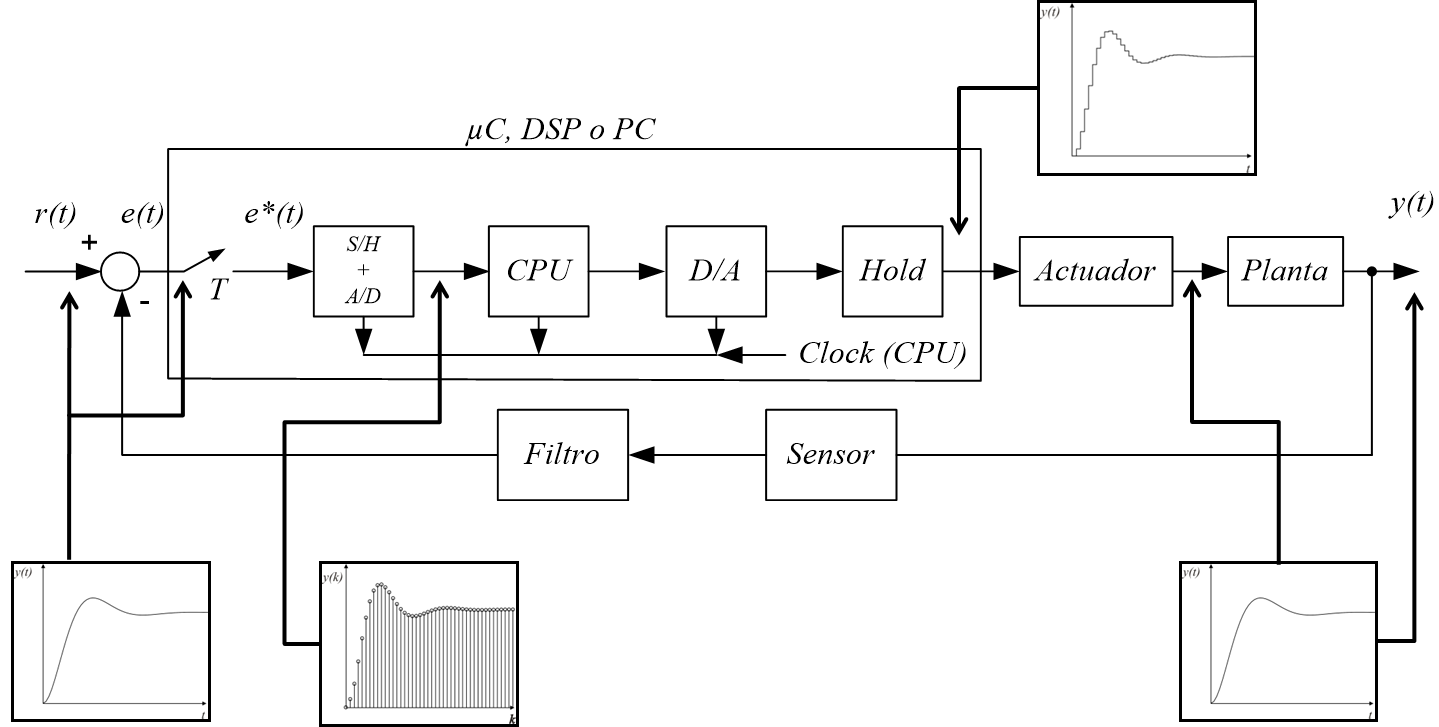 y(t)
t
µC, DSP o PC
r(t)
+
e(t)
-
T
e*(t)
S/H
+
A/D
CPU
D/A
Hold
Actuador
Planta
y(t)
Clock (CPU)
Filtro
Sensor
y(t)
t
y(k)
k
y(t)
t